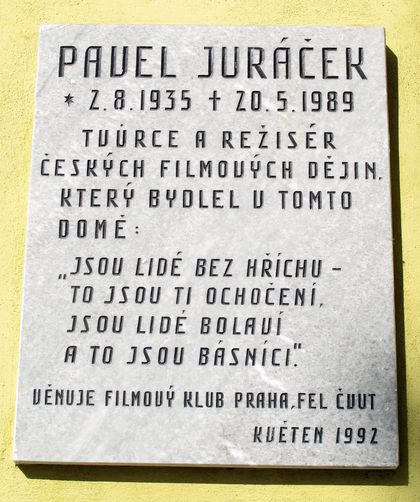 PAVEL JURÁČEK
* 2.8.1935 † 20.5.1989
TVŮRCE A REŽISÉR
ČESKÝCH FILMOVÝCH DĚJIN,
KTERÝ BYDLEL V TOMTO
DOMĚ:
„JSOU LIDÉ BEZ HŘÍCHU –
TO JSOU TI OCHOČENÍ,
JSOU LIDÉ BOLAVÍ
A TO JSOU BÁSNÍCI.“
VĚNUJE FILMOVÝ KLUB PRAHA, FEL ČVUT
KVĚTEN 1992